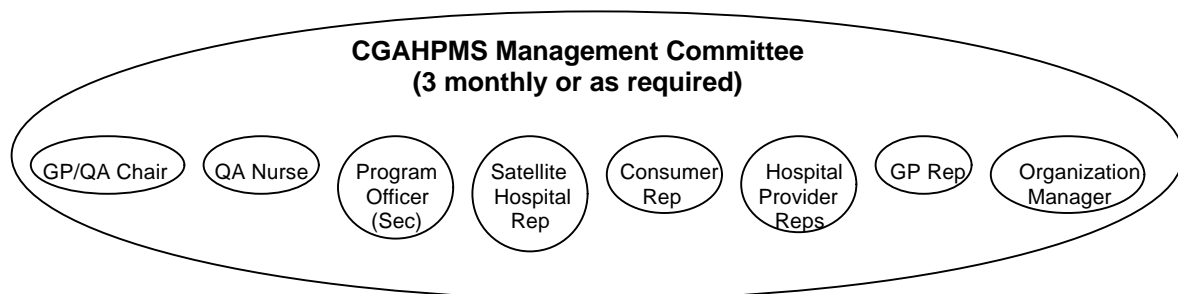 CGAHPMS Management Committee
(3 monthly or as required)
GP/QA Chair
QA Nurse
Program
Officer
(Sec)
Satellite
Hospital
Rep
Consumer
Rep
Hospital
Provider
Reps
GP Rep
Organization
Manager